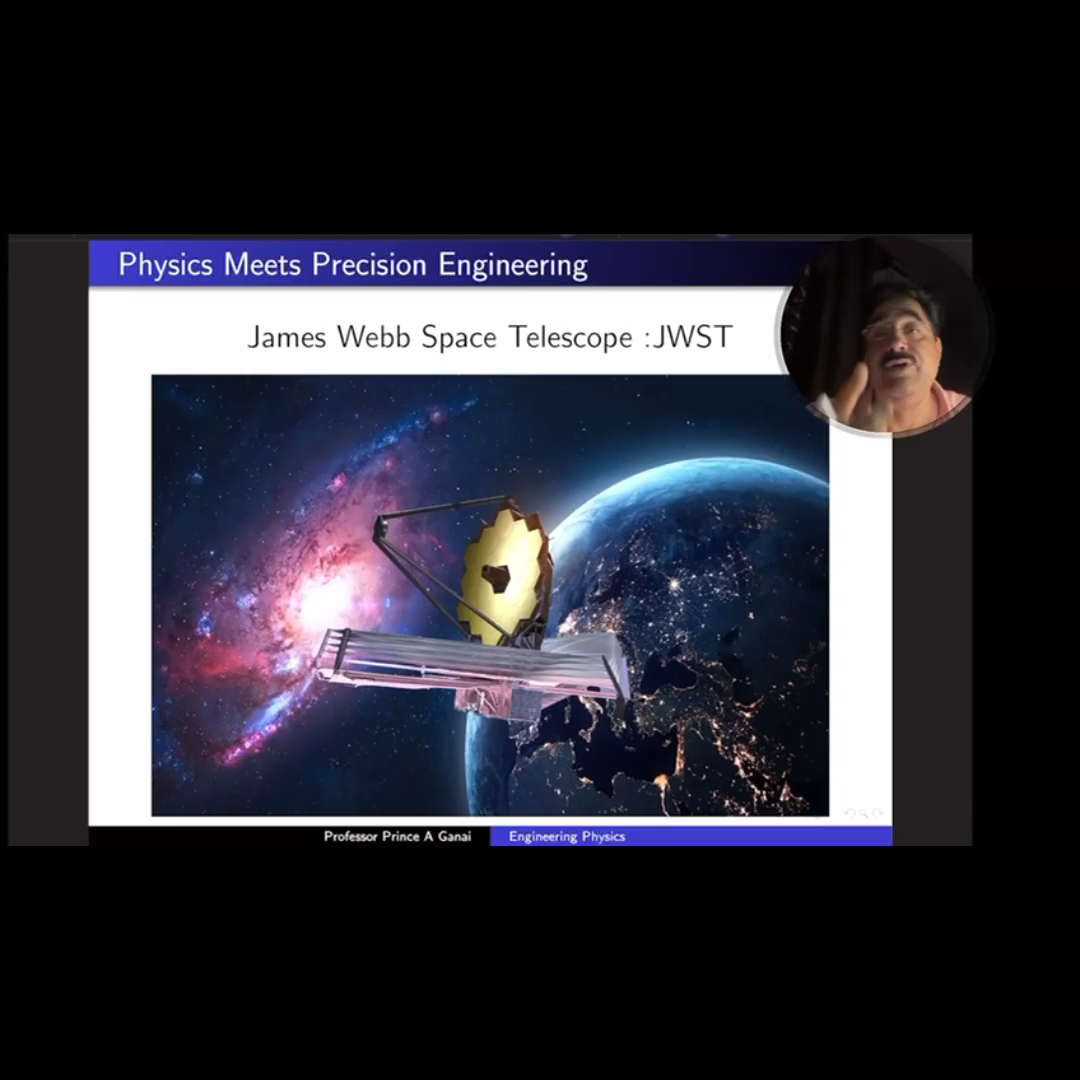 Physics Meets Precision Engineering
James Webb Space Telescope :JWST
Professor Prince A Ganai
Engineering Physics